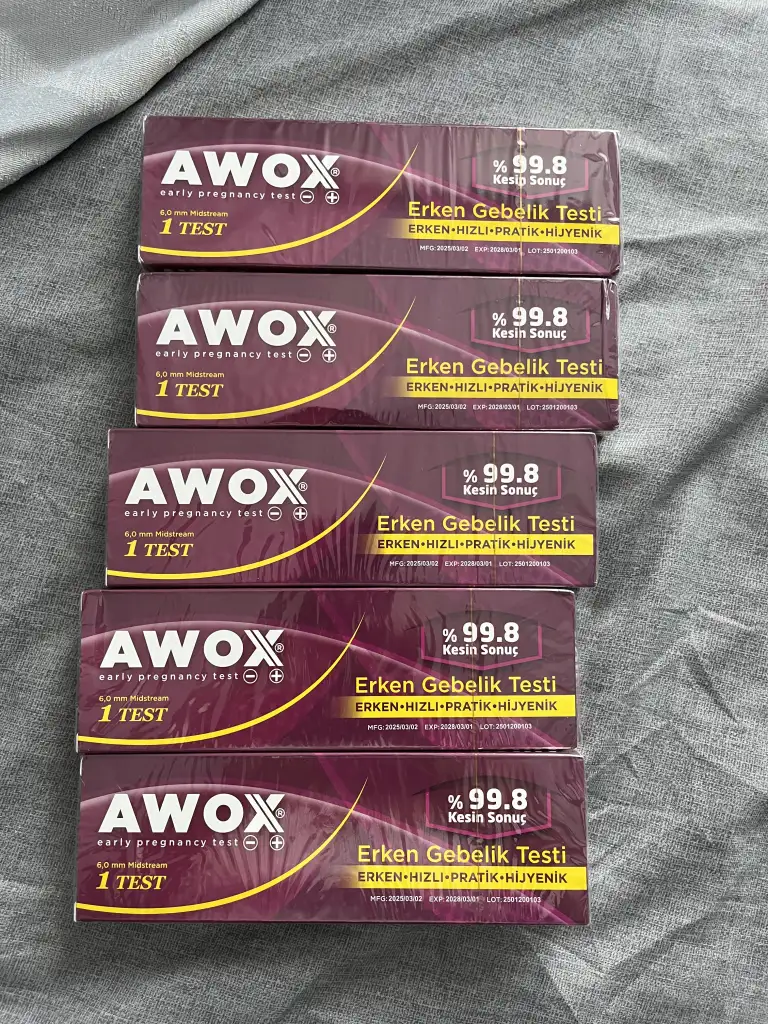 AWOX®
early pregnancy test
6,0 mm Midstream
1 TEST
% 99.8
Kesin Sonuç
Erken Gebelik Testi
ERKEN•HIZLI•PRATİK•HİJYENİK
MFG: 2025/03/02 EXP: 2028/03/01 LOT: 2501200103
AWOX®
early pregnancy test
6,0 mm Midstream
1 TEST
% 99.8
Kesin Sonuç
Erken Gebelik Testi
ERKEN•HIZLI•PRATİK•HİJYENİK
MFG: 2025/03/02 EXP: 2028/03/01 LOT: 2501200103
AWOX®
early pregnancy test
6,0 mm Midstream
1 TEST
% 99.8
Kesin Sonuç
Erken Gebelik Testi
ERKEN•HIZLI•PRATİK•HİJYENİK
MFG: 2025/03/02 EXP: 2028/03/01 LOT: 2501200103
AWOX®
early pregnancy test
6,0 mm Midstream
1 TEST
% 99.8
Kesin Sonuç
Erken Gebelik Testi
ERKEN•HIZLI•PRATİK•HİJYENİK
MFG: 2025/03/02 EXP: 2028/03/01 LOT: 2501200103
AWOX®
early pregnancy test
6,0 mm Midstream
1 TEST
% 99.8
Kesin Sonuç
Erken Gebelik Testi
ERKEN•HIZLI•PRATİK•HİJYENİK
MFG: 2025/03/02 EXP: 2028/03/01 LOT: 2501200103